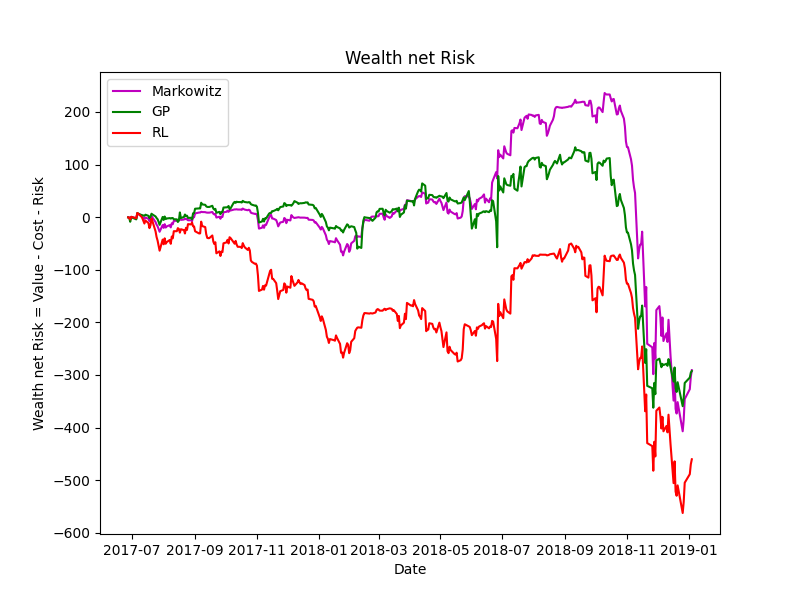 Wealth net Risk
Markowitz
GP
RL
Wealth net Risk = Value - Cost - Risk
200
100
0
−100
−200
−300
−400
−500
−600
2017-07 2017-09 2017-11 2018-01 2018-03 2018-05 2018-07 2018-09 2018-11 2019-01
Date